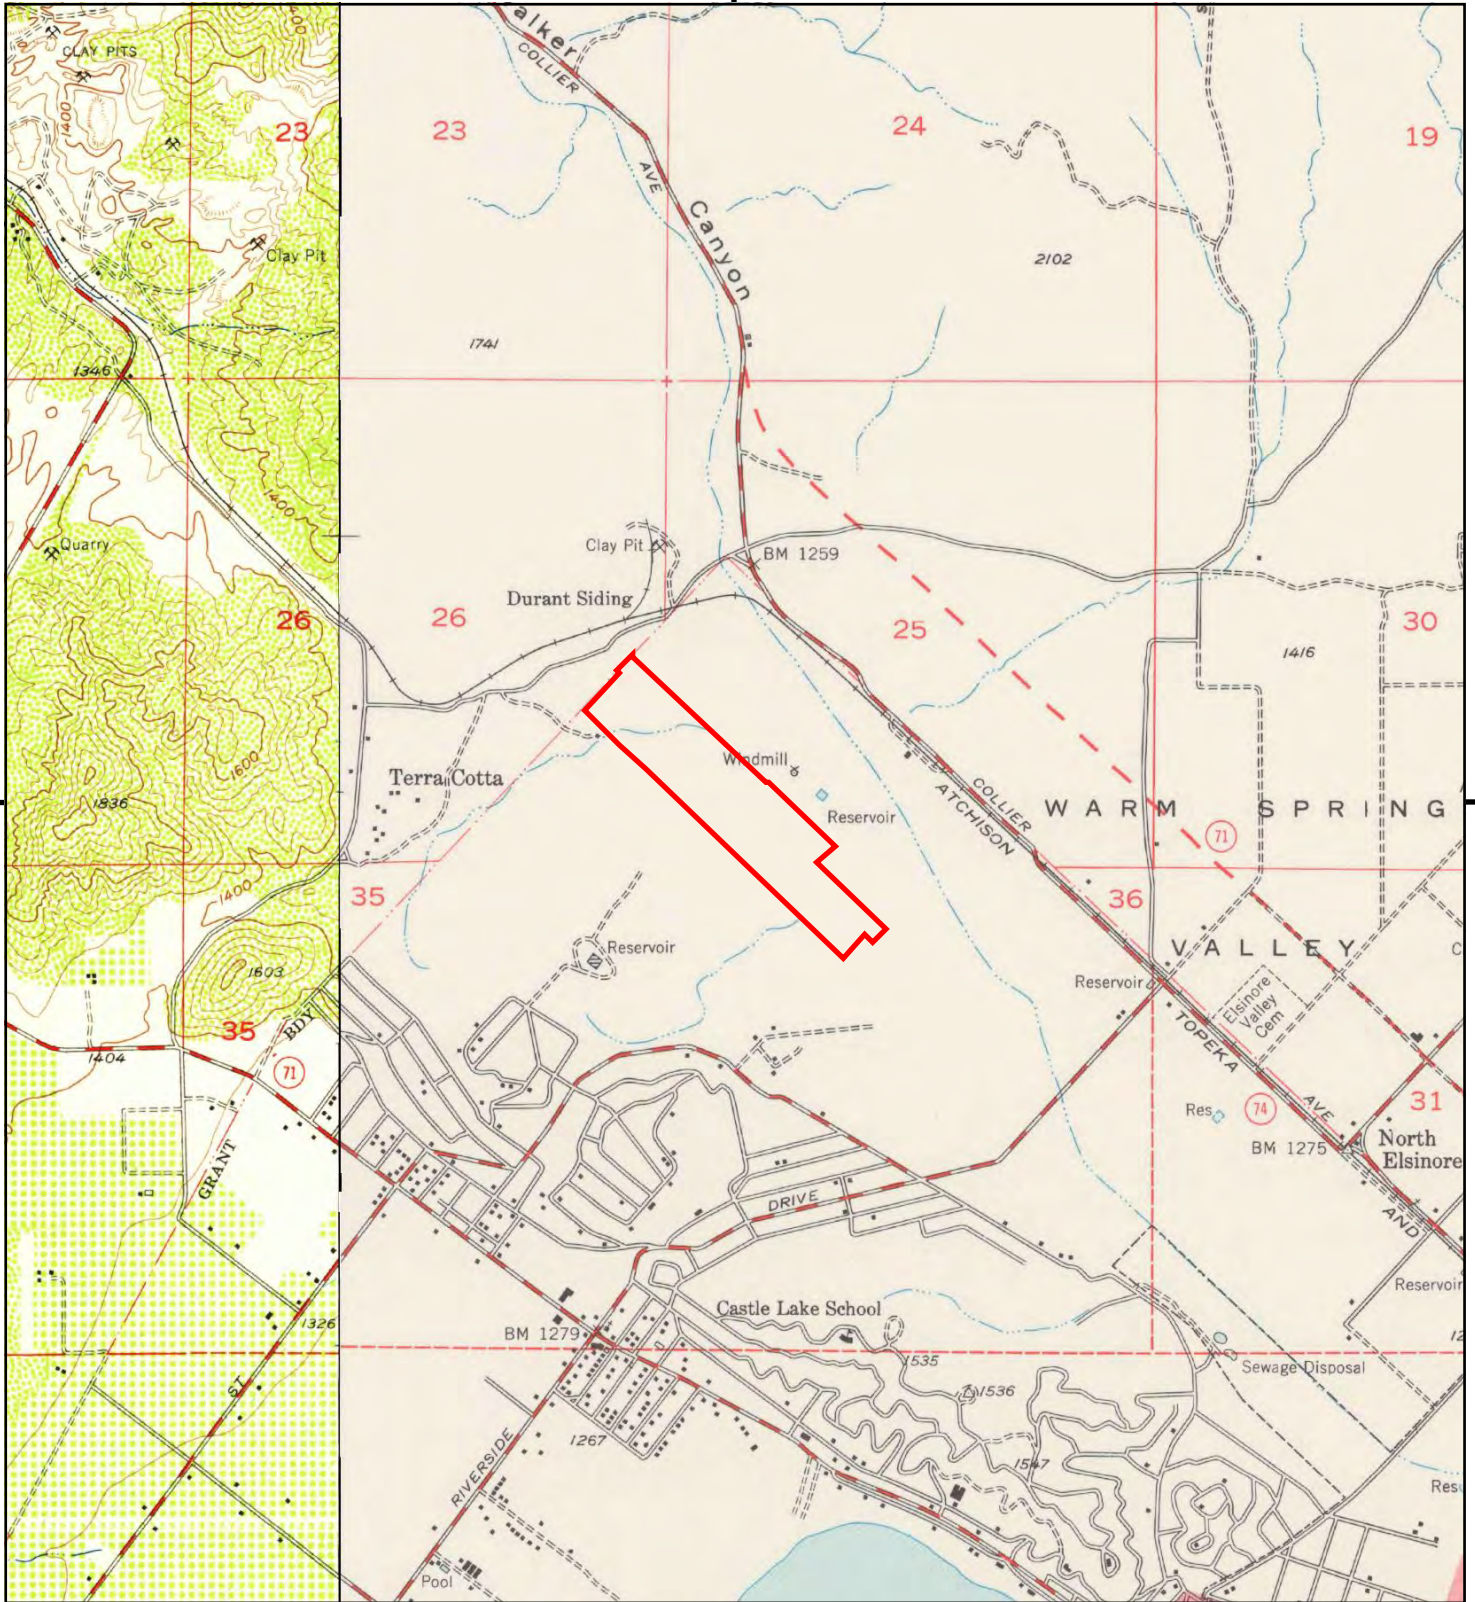 alker
COLLIER
AVE
Canyon
CLAY PITS
1400
1400
23
23
24
19
Clay Pit
2102
1741
1346
1400
Quarry
Clay Pit
BM 1259
Durant Siding
26
26
25
30
1416
1600
1836
Terra Cotta
Windmill
Reservoir
COLLIER
ATCHISON
WARM SPRING
71
1400
35
36
1603
Reservoir
VALLEY
C
Reservoir
Elsinore
Valley
Cem
35
BDY
1404
71
TOPEKA
AVE
Res
74
31
BM 1275
North
Elsinore
GRANT
DRIVE
AND
Reservoir
1326
Castle Lake School
BM 1279
12
1535
Sewage Disposal
ST
1536
1267
1547
RIVERSIDE
Res
Pool